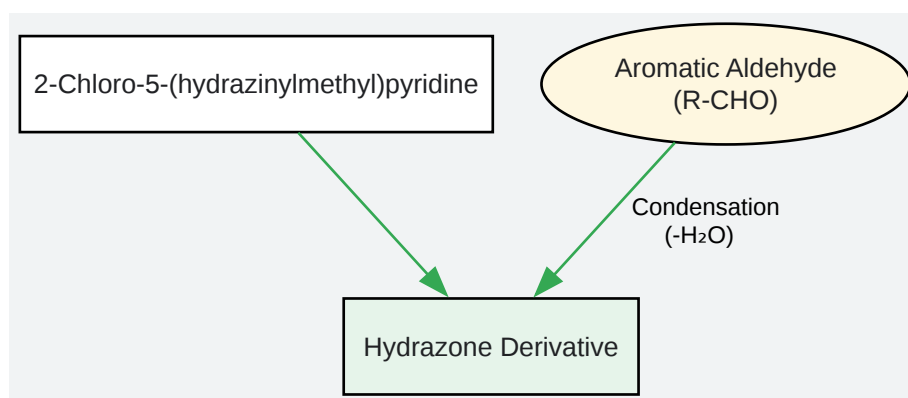 2-Chloro-5-(hydrazinylmethyl)pyridine
Aromatic Aldehyde
(R-CHO)
Condensation
(-H₂O)
Hydrazone Derivative